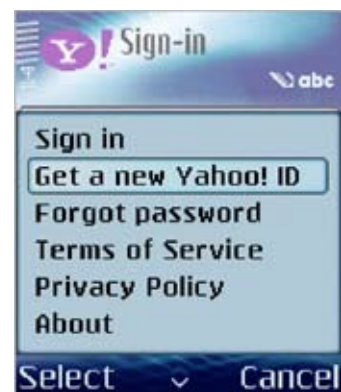 Y! Sign-in
abc
Sign in
Get a new Yahoo! ID
Forgot password
Terms of Service
Privacy Policy
About
Select Cancel